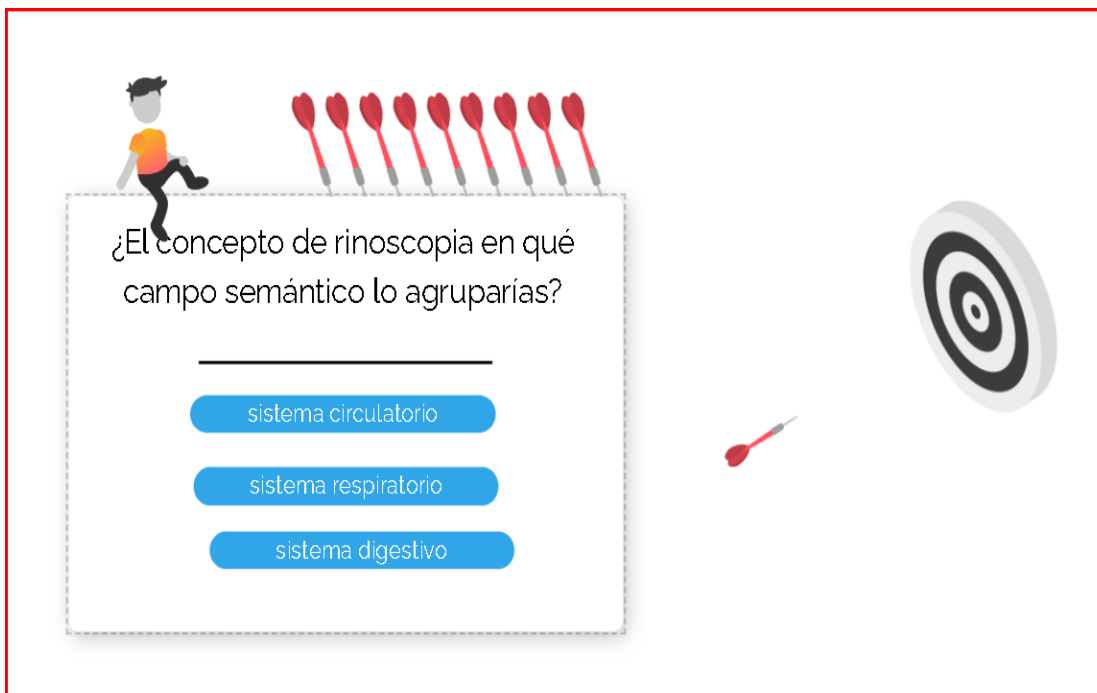 ¿El concepto de rinoscopia en qué
campo semántico lo agruparías?
sistema circulatorio
sistema respiratorio
sistema digestivo